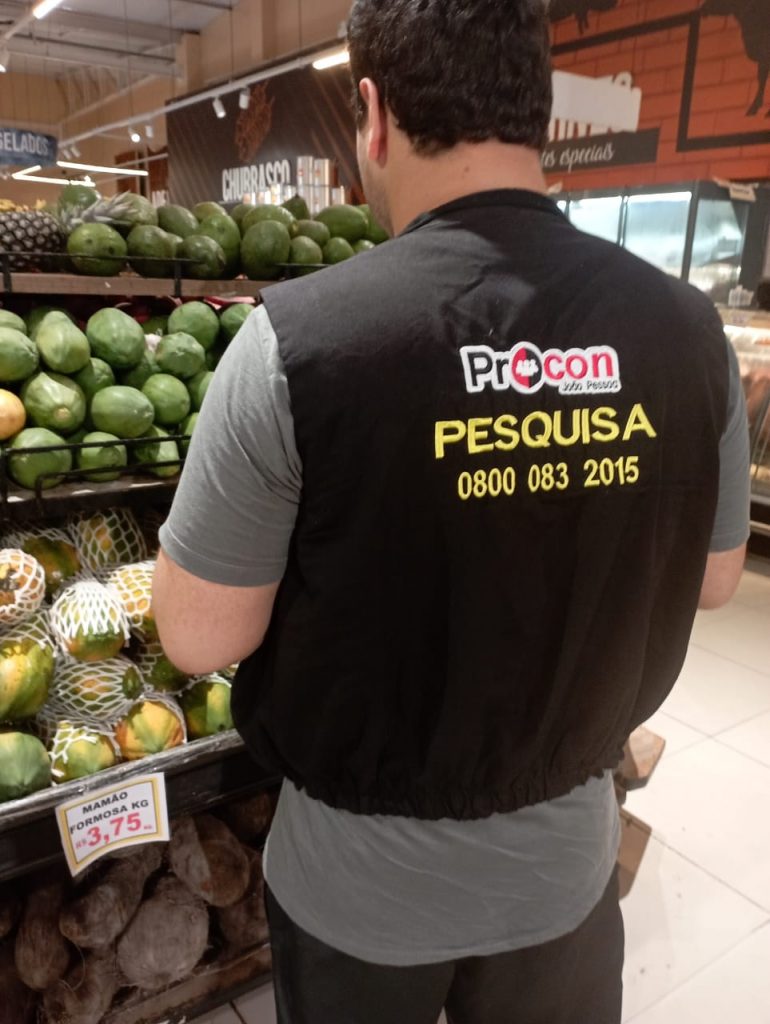 GELADOS
CHURRASCO
es especiais
Procon
João Pessoa
PESQUISA
0800 083 2015
MAMÃO
FORMOSA KG
R$ 3,75